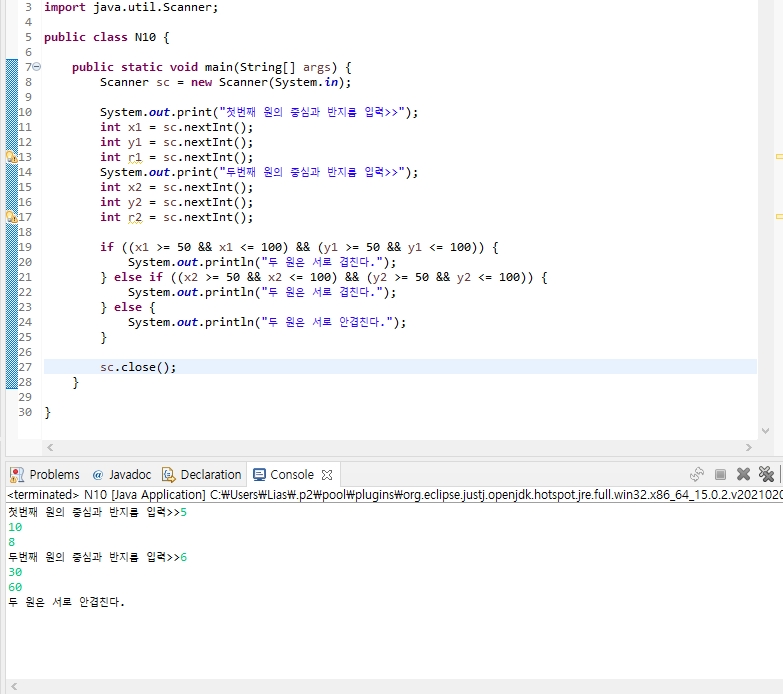 3 import java.util.Scanner;
4
5 public class N10 {
6
7 public static void main(String[] args) {
8 Scanner sc = new Scanner(System.in);
9
10 System.out.print("첫번째 원의 중심과 반지름 입력>>");
11 int x1 = sc.nextInt();
12 int y1 = sc.nextInt();
13 int r1 = sc.nextInt();
14 System.out.print("두번째 원의 중심과 반지름 입력>>");
15 int x2 = sc.nextInt();
16 int y2 = sc.nextInt();
17 int r2 = sc.nextInt();
18
19 if ((x1 >= 50 && x1 <= 100) && (y1 >= 50 && y1 <= 100)) {
20 System.out.println("두 원은 서로 겹친다.");
21 } else if ((x2 >= 50 && x2 <= 100) && (y2 >= 50 && y2 <= 100)) {
22 System.out.println("두 원은 서로 겹친다.");
23 } else {
24 System.out.println("두 원은 서로 안겹친다.");
25 }
26
27 sc.close();
28 }
29
30 }
Problems @ Javadoc Declaration Console
<terminated> N10 [Java Application] C:₩Users₩Lias₩.p2₩pool₩plugins₩org.eclipse.justj.openjdk.hotspot.jre.full.win32.x86_64_15.0.2.v2021020
첫번째 원의 중심과 반지름 입력>>5
10
8
두번째 원의 중심과 반지름 입력>>6
30
60
두 원은 서로 안겹친다.